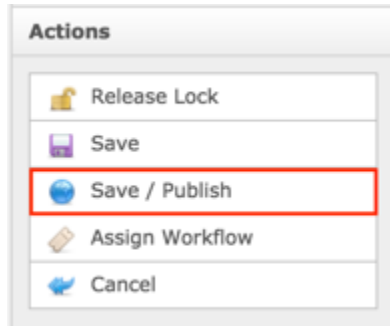 Actions
Release Lock
Save
Save / Publish
Assign Workflow
Cancel